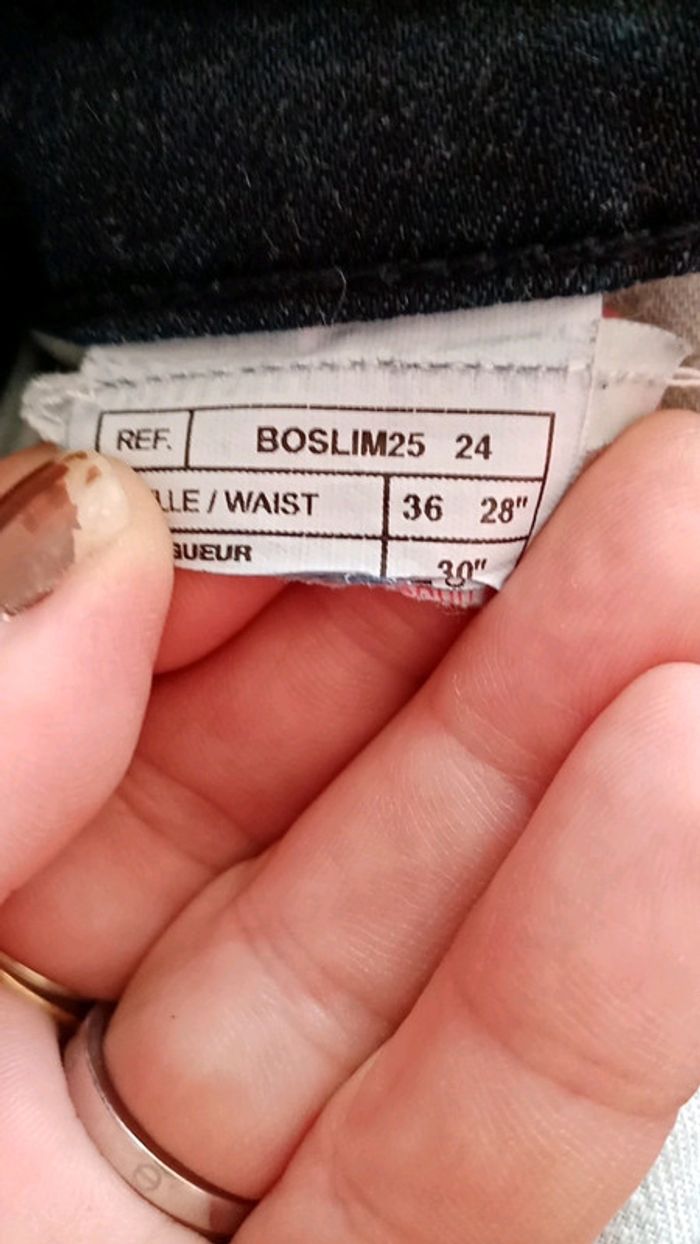 REF. BOSLIM25 24
LLE / WAIST 36 28"
GUEUR 30"